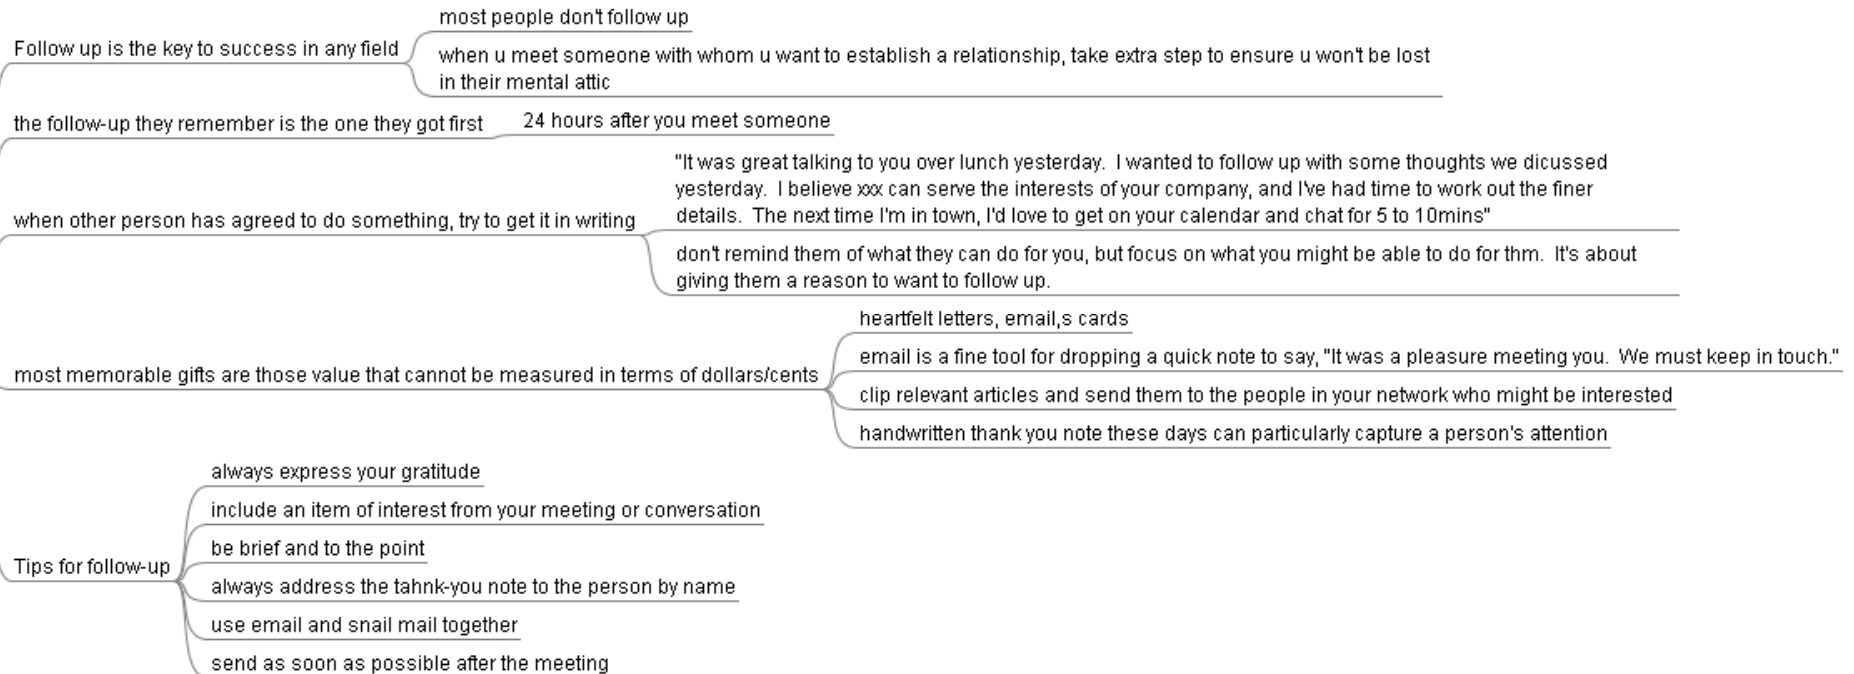 Follow up is the key to success in any field
most people don't follow up
when u meet someone with whom u want to establish a relationship, take extra step to ensure u won't be lost
in their mental attic
the follow-up they remember is the one they got first
24 hours after you meet someone
when other person has agreed to do something, try to get it in writing
"It was great talking to you over lunch yesterday.  I wanted to follow up with some thoughts we dicussed
yesterday.  I believe xxx can serve the interests of your company, and I've had time to work out the finer
details.  The next time I'm in town, I'd love to get on your calendar and chat for 5 to 10mins"
don't remind them of what they can do for you, but focus on what you might be able to do for thm.  It's about
giving them a reason to want to follow up.
most memorable gifts are those value that cannot be measured in terms of dollars/cents
heartfelt letters, email,s cards
email is a fine tool for dropping a quick note to say, "It was a pleasure meeting you.  We must keep in touch."
clip relevant articles and send them to the people in your network who might be interested
handwritten thank you note these days can particularly capture a person's attention
Tips for follow-up
always express your gratitude
include an item of interest from your meeting or conversation
be brief and to the point
always address the tahnk-you note to the person by name
use email and snail mail together
send as soon as possible after the meeting